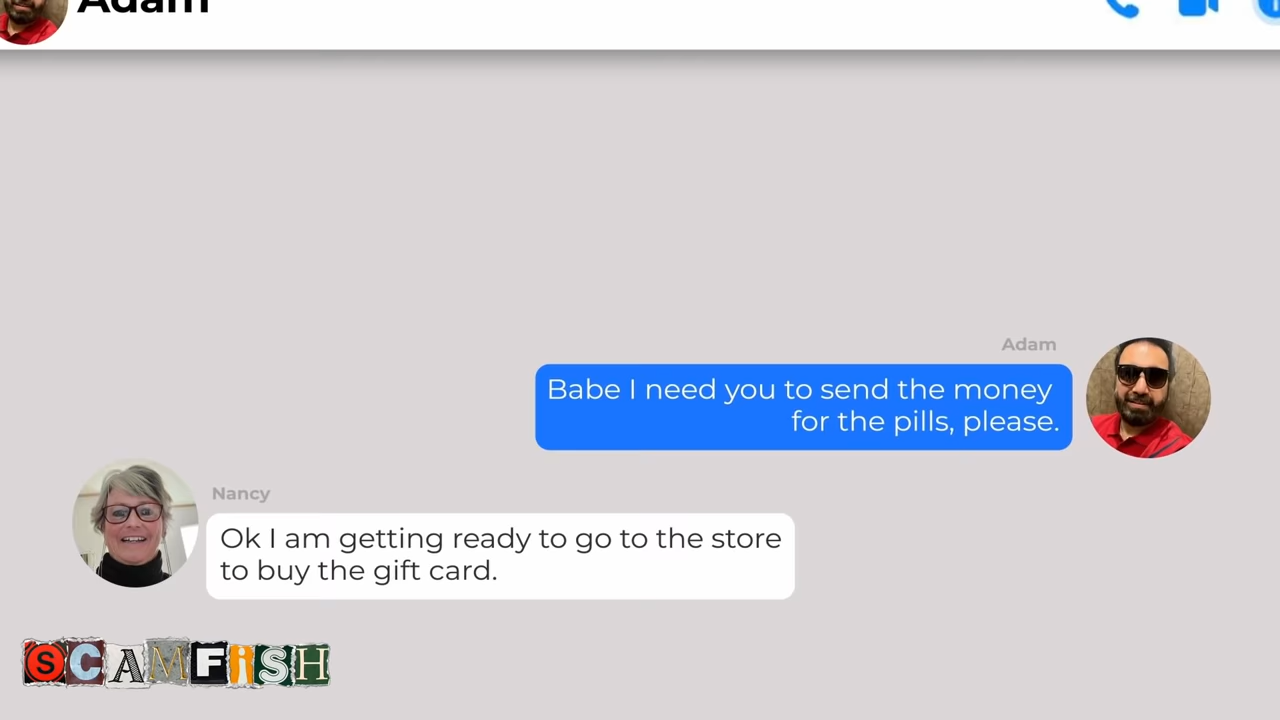 Adam
Adam
Babe I need you to send the money
for the pills, please.
Nancy
Ok I am getting ready to go to the store
to buy the gift card.
SCAMFiSH